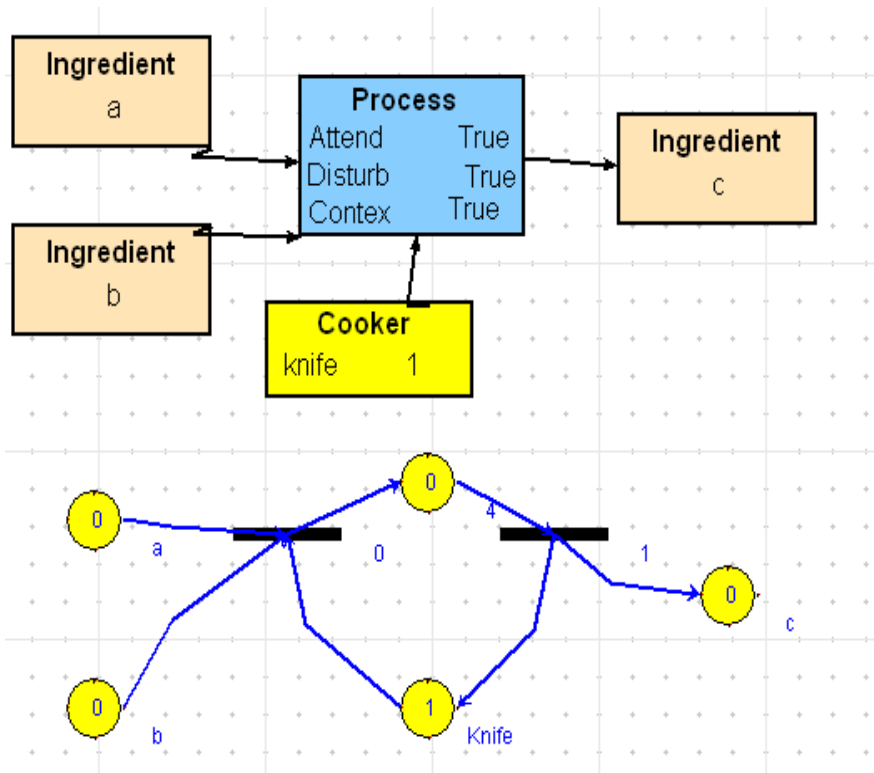 Ingredient
a
Process
Attend True
Disturb True
Contex True
Ingredient
c
Ingredient
b
Cooker
knife 1
0
4
0
a
0
1
0
c
0
b
1
Knife